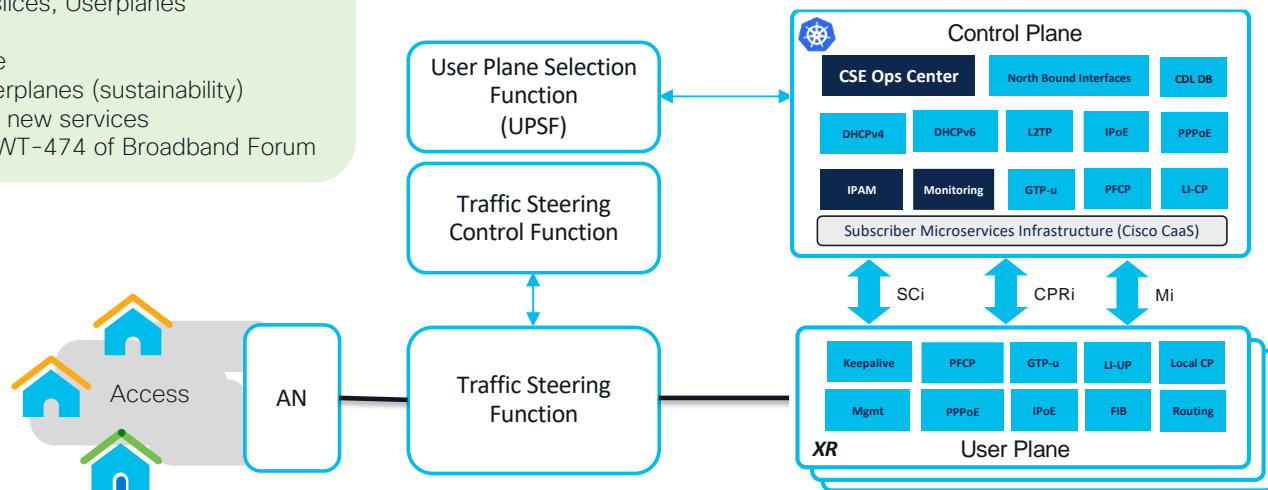 slices, Userplanes
e
erplanes (sustainability)
new services
WT-474 of Broadband Forum
User Plane Selection
Function
(UPSF)
Traffic Steering
Control Function
Access
AN
Traffic Steering
Function
Control Plane
CSE Ops Center
North Bound Interfaces
CDL DB
DHCPv4
DHCPv6
L2TP
IPoE
PPPoE
IPAM
Monitoring
GTP-u
PFCP
LI-CP
Subscriber Microservices Infrastructure (Cisco CaaS)
SCi
CPRi
Mi
Keepalive
PFCP
GTP-u
LI-UP
Local CP
Mgmt
PPPoE
IPoE
FIB
Routing
XR
User Plane